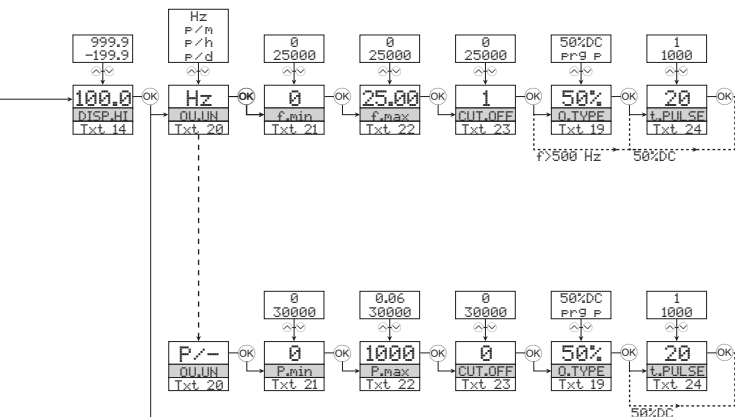 Hz
P/m
P/h
P/d
999.9
-199.9
0
25000
0
25000
0
25000
50%DC
Prg P
1
1000
100.0
DISP.HI
Txt 14
OK
Hz
OU.UN
Txt 20
OK
0
f.min
Txt 21
OK
25.00
f.max
Txt 22
OK
1
CUT.OFF
Txt 23
OK
50%
O.TYPE
Txt 19
OK
20
t.PULSE
Txt 24
OK
f>500 Hz
50%DC
0
30000
0.06
30000
0
30000
50%DC
Prg P
1
1000
P/-
OU.UN
Txt 20
OK
0
P.min
Txt 21
OK
1000
P.max
Txt 22
OK
0
CUT.OFF
Txt 23
OK
50%
O.TYPE
Txt 19
OK
20
t.PULSE
Txt 24
OK
50%DC